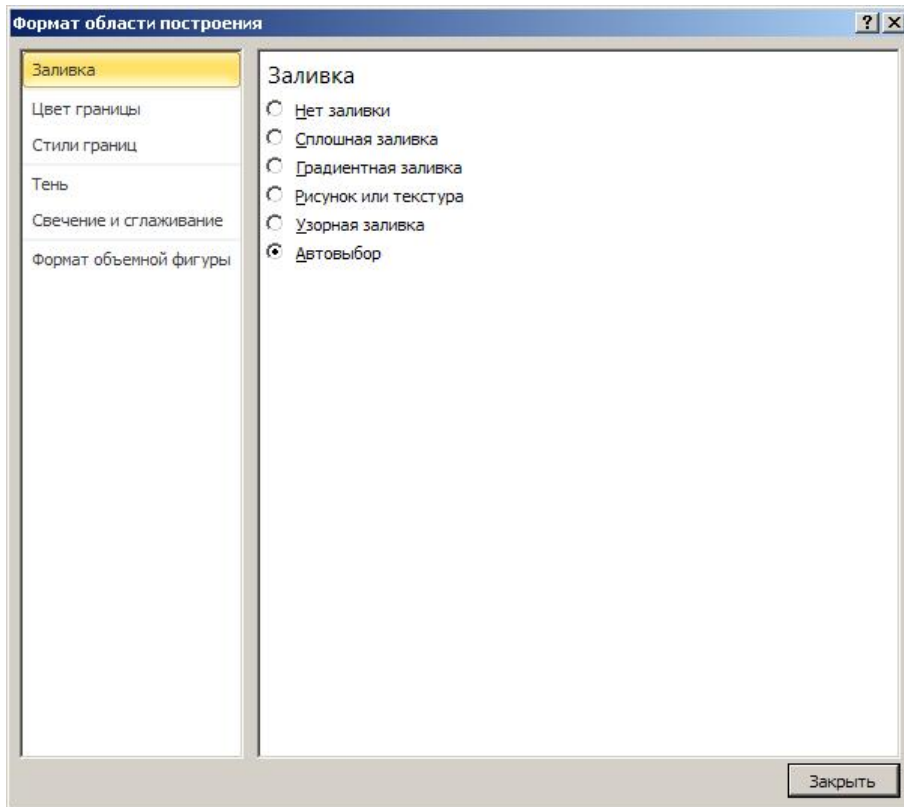 Формат области построения
Заливка
Цвет границы
Стили границ
Тень
Свечение и сглаживание
Формат объемной фигуры
Заливка
Нет заливки
Сплошная заливка
Градиентная заливка
Рисунок или текстура
Узорная заливка
Автовыбор
Закрыть